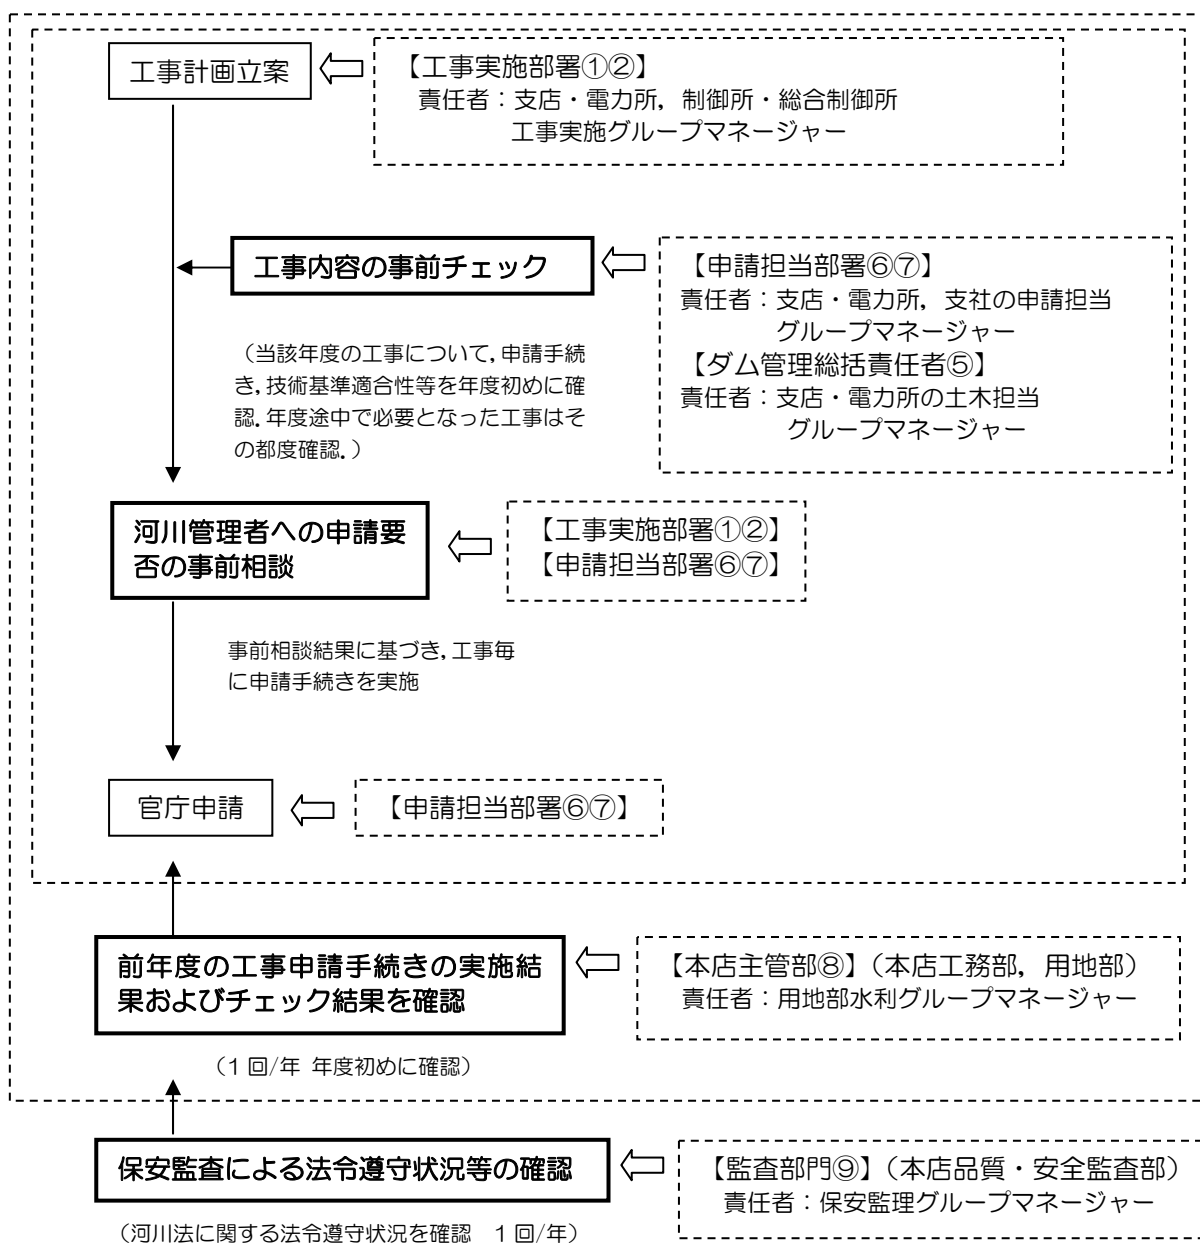 工事計画立案
【工事実施部署①②】
責任者：支店・電力所，制御所・総合制御所
工事実施グループマネージャー
工事内容の事前チェック
【申請担当部署⑥⑦】
責任者：支店・電力所，支社の申請担当
グループマネージャー
【ダム管理総括責任者⑤】
責任者：支店・電力所の土木担当
グループマネージャー
（当該年度の工事について，申請手続
き，技術基準適合性等を年度初めに確
認．年度途中で必要となった工事はそ
の都度確認．）
河川管理者への申請要
否の事前相談
【工事実施部署①②】
【申請担当部署⑥⑦】
事前相談結果に基づき，工事毎
に申請手続きを実施
官庁申請
【申請担当部署⑥⑦】
前年度の工事申請手続きの実施結
果およびチェック結果を確認
【本店主管部⑧】（本店工務部，用地部）
責任者：用地部水利グループマネージャー
（1 回/年 年度初めに確認）
保安監査による法令遵守状況等の確認
【監査部門⑨】（本店品質・安全監査部）
責任者：保安監理グループマネージャー
（河川法に関する法令遵守状況を確認　1 回/年）